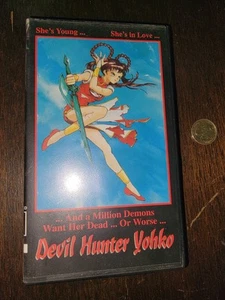 She's Young ... She's in Love ...
... And a Million Demons
Want Her Dead ... Or Worse ...
Devil Hunter Yohko